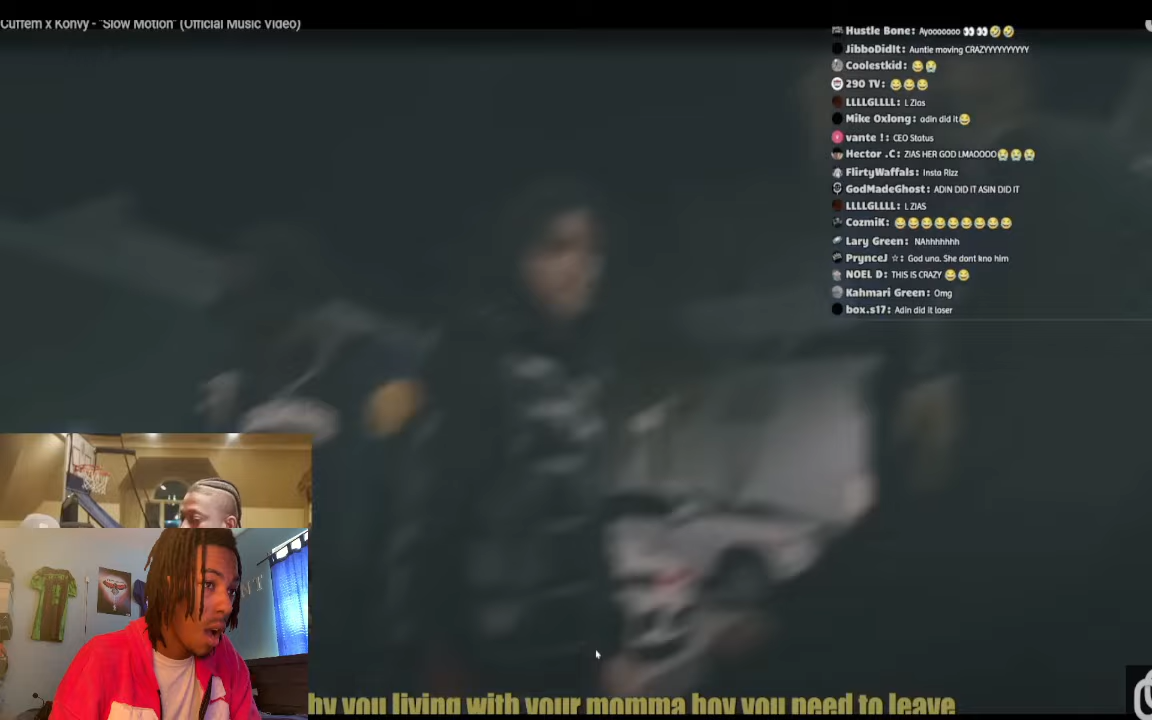 Cuffem x Konvy - "Slow Motion" (Official Music Video)
Hustle Bone: Ayooooooo 👀👀🤣🤣
JibboDidIt: Auntie moving CRAZYYYYYYYYY
Coolestkid: 😂😭
290 TV: 😂😂😂
LLLLGLLLL: L Zias
Mike Oxlong: adin did it😂
vante !: CEO Status
Hector .C: ZIAS HER GOD LMAOOOO😭😭😭
FlirtyWaffals: Insta Rizz
GodMadeGhost: ADIN DID IT ASIN DID IT
LLLLGLLLL: L ZIAS
CozmiK: 😂😂😂😂😂😂😂😂😂
Lary Green: NAhhhhhhh
PrynceJ ☆: God una. She dont kno him
NOEL D: THIS IS CRAZY 😂😂
Kahmari Green: Omg
box.s17: Adin did it loser
hy you living with your momma boy you need to leave